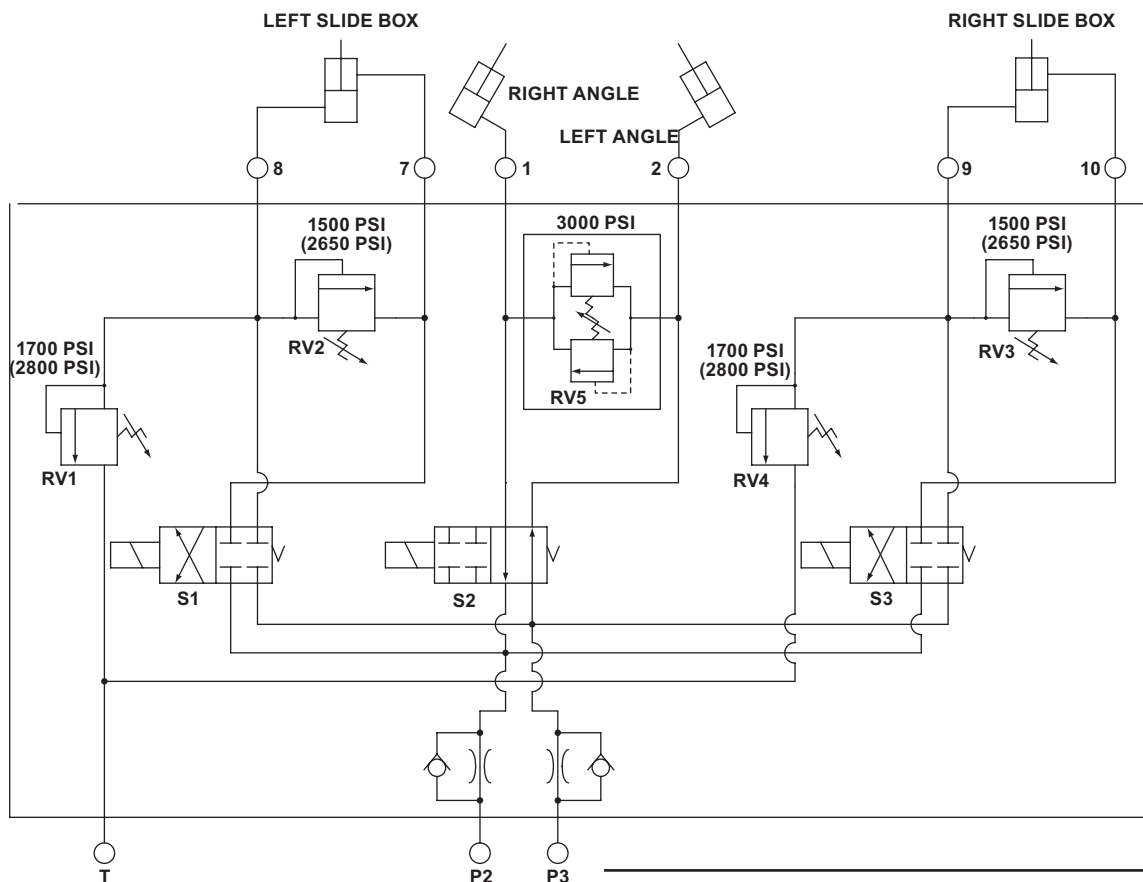 LEFT SLIDE BOX
RIGHT SLIDE BOX
RIGHT ANGLE
LEFT ANGLE
8
7
1
2
9
10
1500 PSI
(2650 PSI)
3000 PSI
1500 PSI
(2650 PSI)
RV2
RV3
1700 PSI
(2800 PSI)
1700 PSI
(2800 PSI)
RV5
RV1
RV4
S1
S2
S3
T
P2
P3